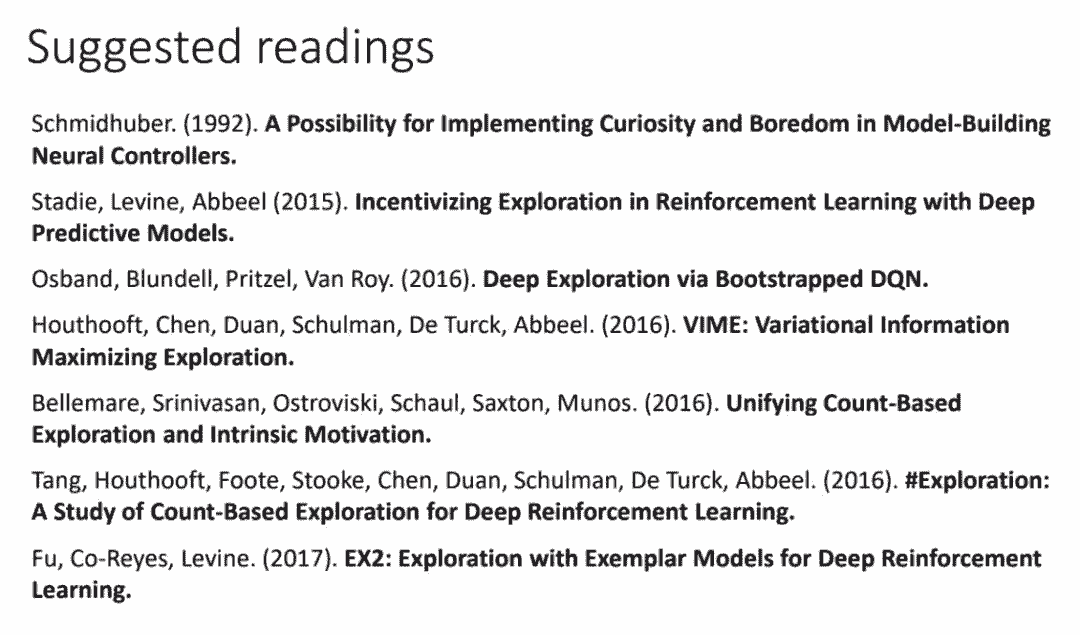 Suggested readings
Schmidhuber. (1992). A Possibility for Implementing Curiosity and Boredom in Model-Building
Neural Controllers.
Stadie, Levine, Abbeel (2015). Incentivizing Exploration in Reinforcement Learning with Deep
Predictive Models.
Osband, Blundell, Pritzel, Van Roy. (2016). Deep Exploration via Bootstrapped DQN.
Houthooft, Chen, Duan, Schulman, De Turck, Abbeel. (2016). VIME: Variational Information
Maximizing Exploration.
Bellemare, Srinivasan, Ostroviski, Schaul, Saxton, Munos. (2016). Unifying Count-Based
Exploration and Intrinsic Motivation.
Tang, Houthooft, Foote, Stooke, Chen, Duan, Schulman, De Turck, Abbeel. (2016). #Exploration:
A Study of Count-Based Exploration for Deep Reinforcement Learning.
Fu, Co-Reyes, Levine. (2017). EX2: Exploration with Exemplar Models for Deep Reinforcement
Learning.